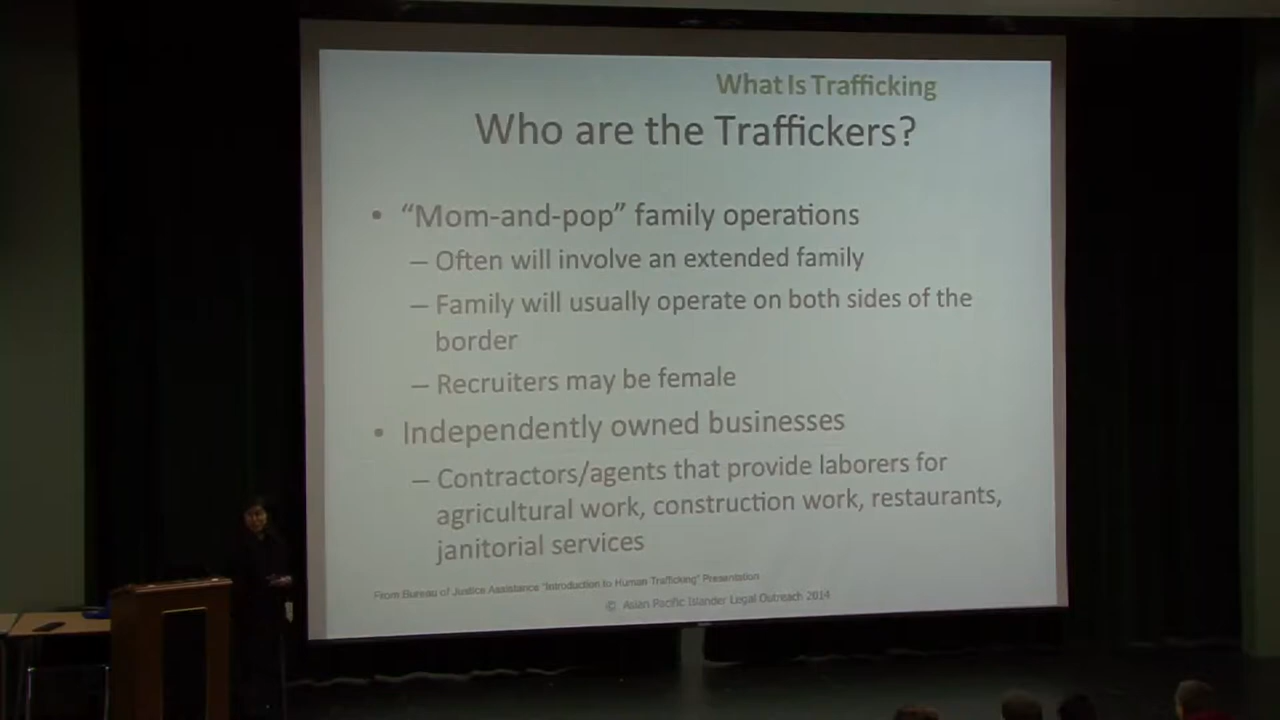 What Is Trafficking
Who are the Traffickers?
• “Mom-and-pop” family operations
– Often will involve an extended family
– Family will usually operate on both sides of the
border
– Recruiters may be female
• Independently owned businesses
– Contractors/agents that provide laborers for
agricultural work, construction work, restaurants,
janitorial services
From Bureau of Justice Assistance "Introduction to Human Trafficking" Presentation
© Asian Pacific Islander Legal Outreach 2014